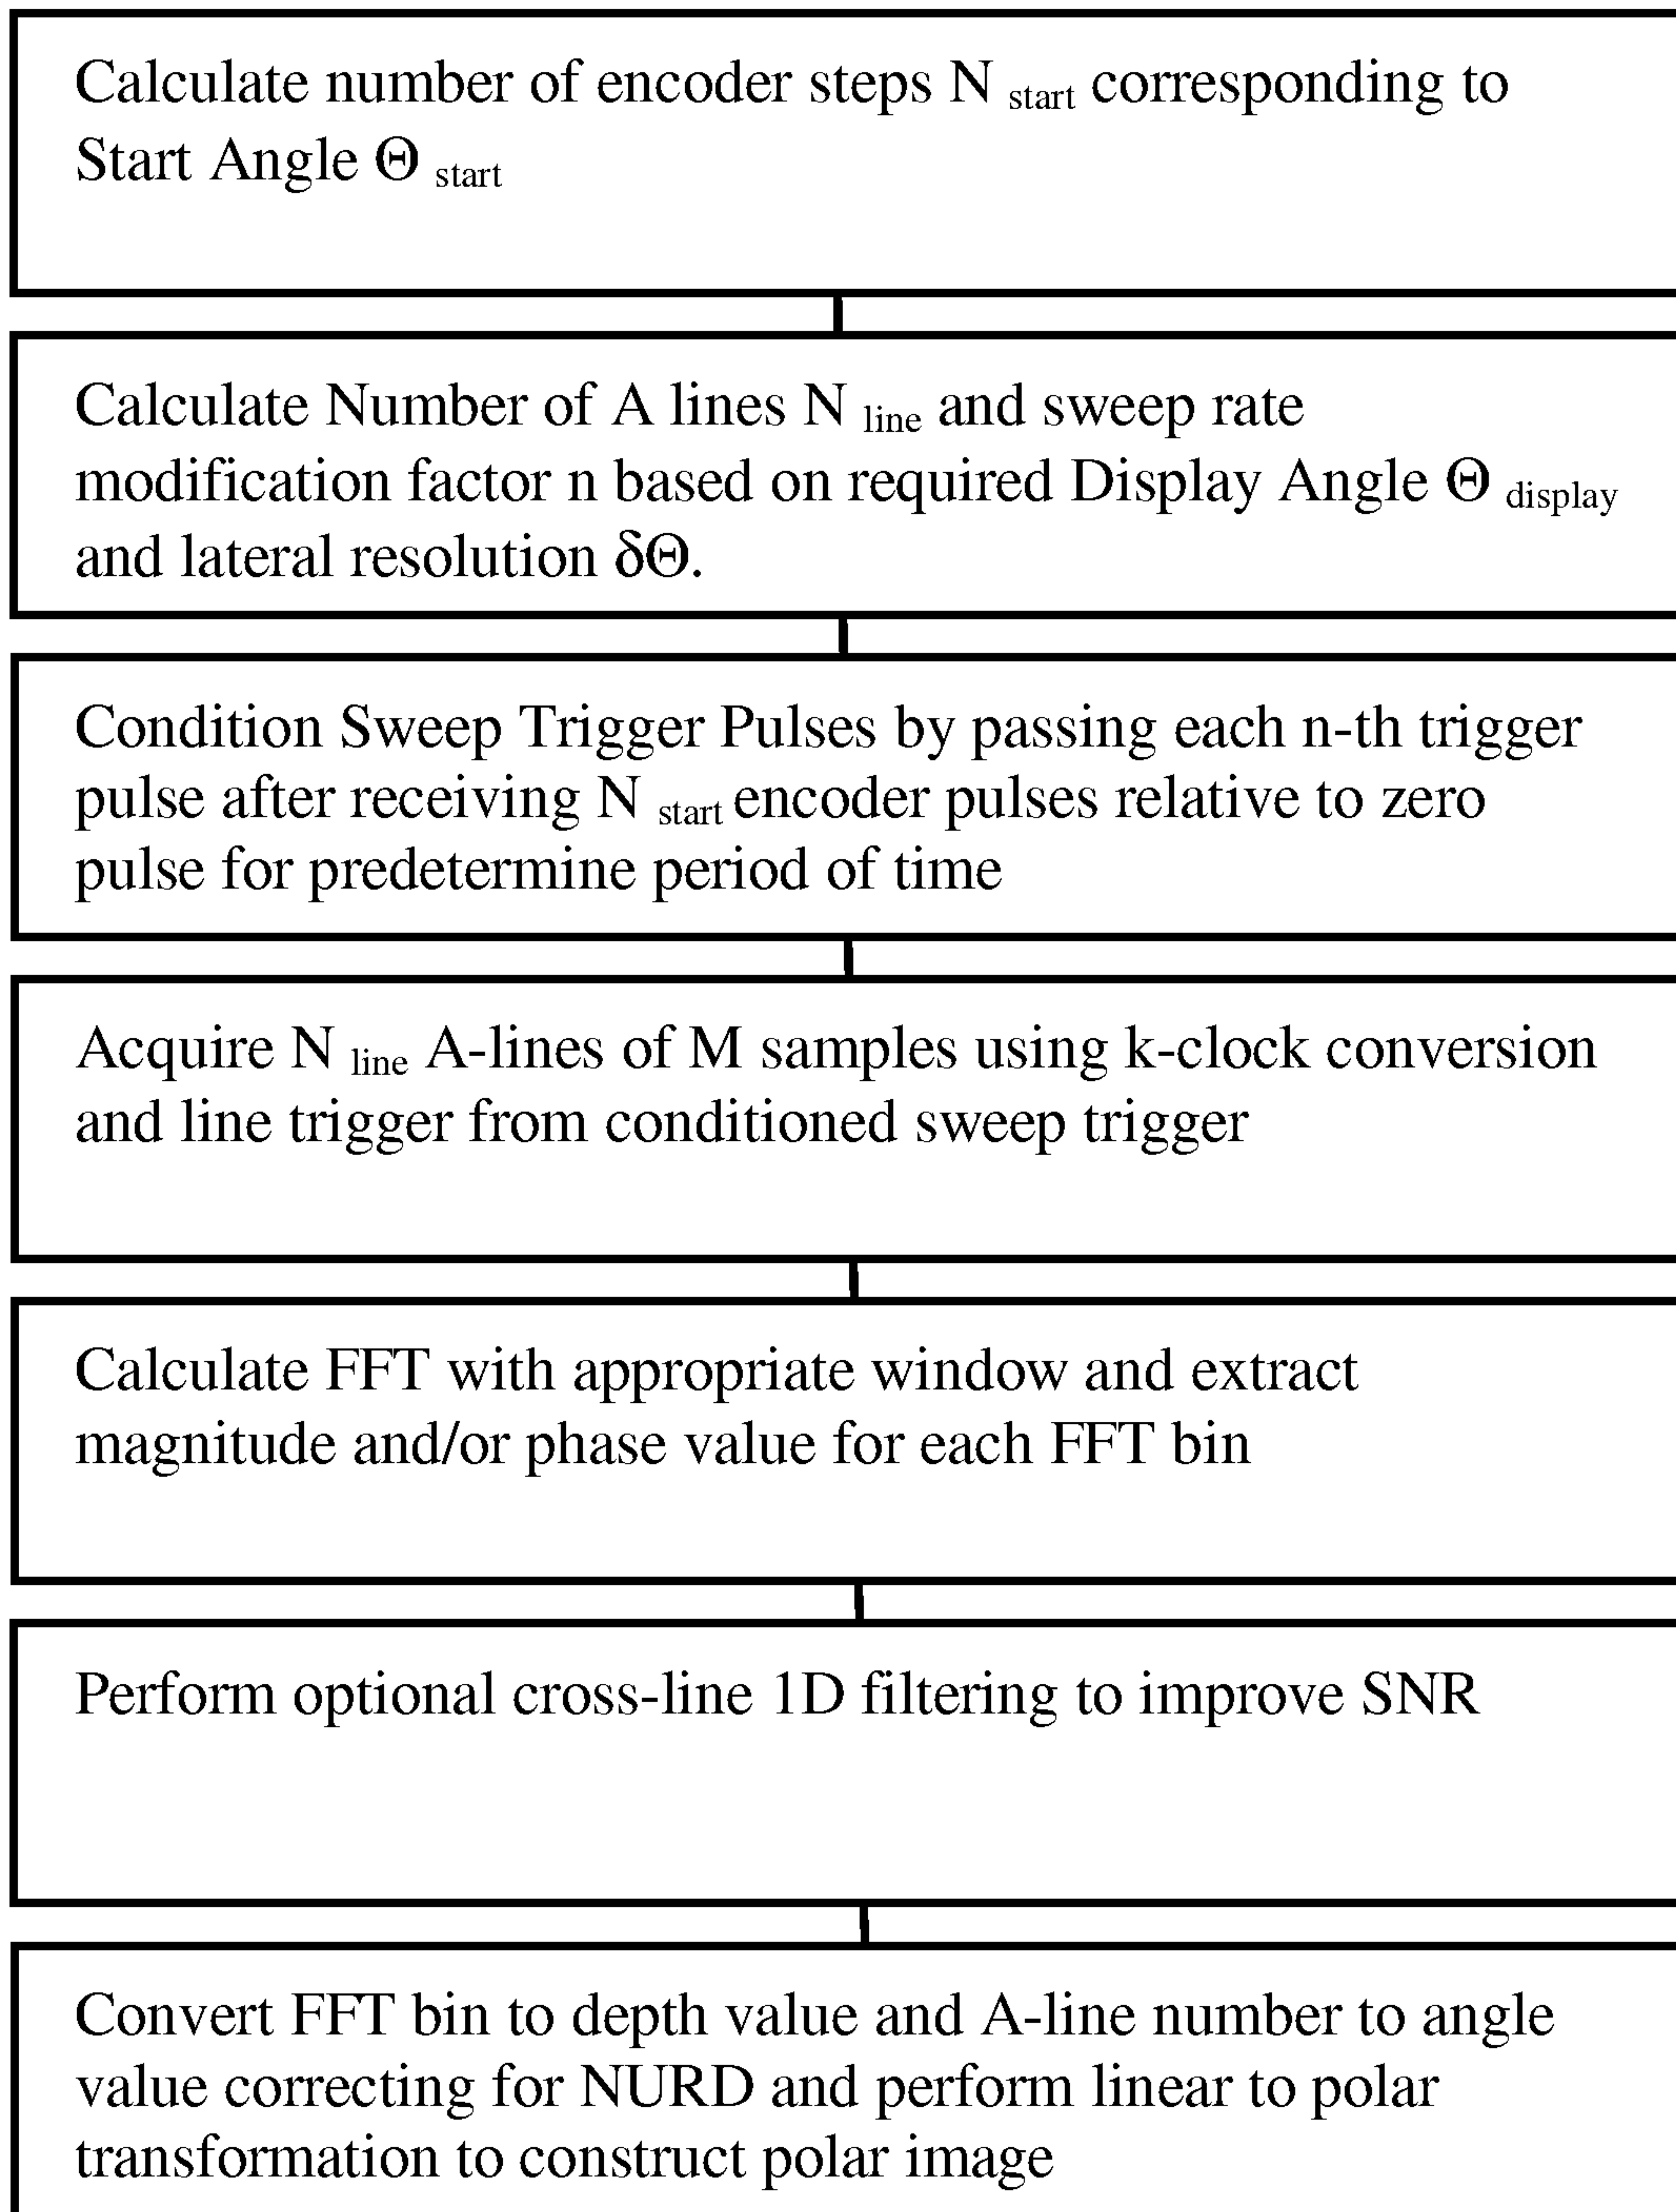 Calculate number of encoder steps N start corresponding to
Start Angle Θ start
Calculate Number of A lines N line and sweep rate
modification factor n based on required Display Angle Θ display
and lateral resolution δΘ.
Condition Sweep Trigger Pulses by passing each n-th trigger
pulse after receiving N start encoder pulses relative to zero
pulse for predetermine period of time
Acquire N line A-lines of M samples using k-clock conversion
and line trigger from conditioned sweep trigger
Calculate FFT with appropriate window and extract
magnitude and/or phase value for each FFT bin
Perform optional cross-line 1D filtering to improve SNR
Convert FFT bin to depth value and A-line number to angle
value correcting for NURD and perform linear to polar
transformation to construct polar image